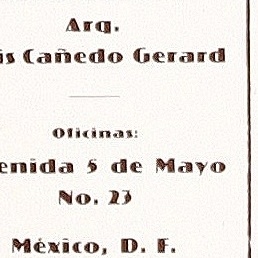 Arq.
is Cañedo Gerard
Oficinas:
enida 5 de Mayo
No. 23
México, D. F.